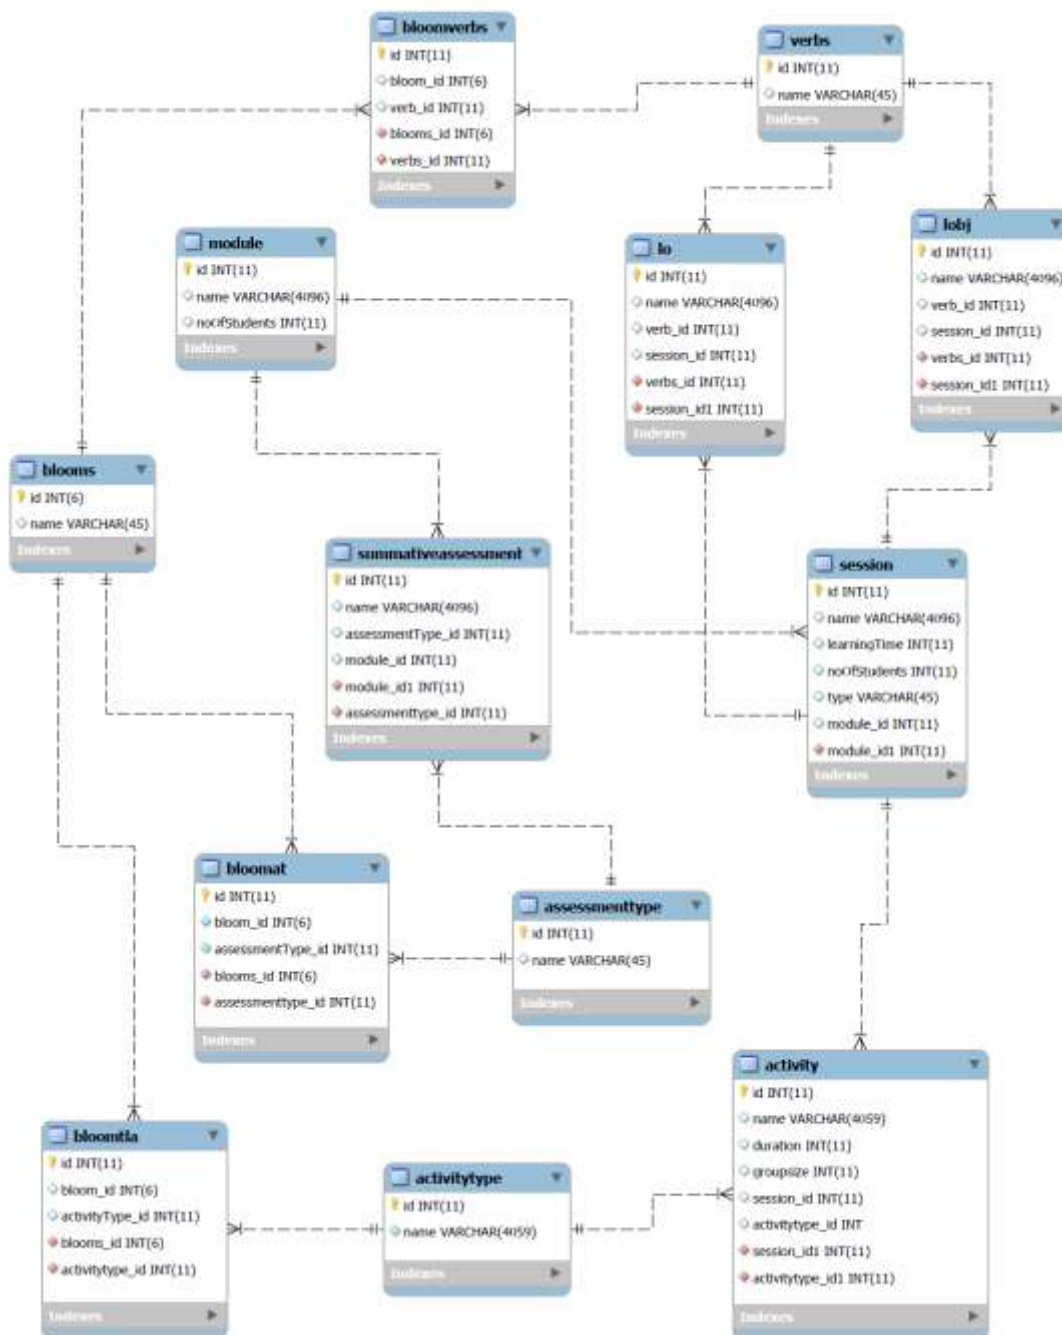 bloomverbs
id INT(11)
bloom_id INT(6)
verb_id INT(11)
blooms_id INT(6)
verbs_id INT(11)
Indexes
verbs
id INT(11)
name VARCHAR(45)
Indexes
module
id INT(11)
name VARCHAR(4096)
noOfStudents INT(11)
Indexes
lo
id INT(11)
name VARCHAR(4096)
verb_id INT(11)
session_id INT(11)
verbs_id INT(11)
session_id1 INT(11)
Indexes
lobj
id INT(11)
name VARCHAR(4096)
verb_id INT(11)
session_id INT(11)
verbs_id INT(11)
session_id1 INT(11)
Indexes
blooms
id INT(6)
name VARCHAR(45)
Indexes
summativeassessment
id INT(11)
name VARCHAR(4096)
assessmentType_id INT(11)
module_id INT(11)
module_id1 INT(11)
assessmenttype_id INT(11)
Indexes
session
id INT(11)
name VARCHAR(4096)
learningTime INT(11)
noOfStudents INT(11)
type VARCHAR(45)
module_id INT(11)
module_id1 INT(11)
Indexes
bloomat
id INT(11)
bloom_id INT(6)
assessmentType_id INT(11)
blooms_id INT(6)
assessmenttype_id INT(11)
Indexes
assessmenttype
id INT(11)
name VARCHAR(45)
Indexes
activity
id INT(11)
name VARCHAR(4059)
duration INT(11)
groupsize INT(11)
session_id INT(11)
activitytype_id INT
session_id1 INT(11)
activitytype_id1 INT(11)
Indexes
bloomtla
id INT(11)
bloom_id INT(6)
activityType_id INT(11)
blooms_id INT(6)
activitytype_id INT(11)
Indexes
activitytype
id INT(11)
name VARCHAR(4059)
Indexes